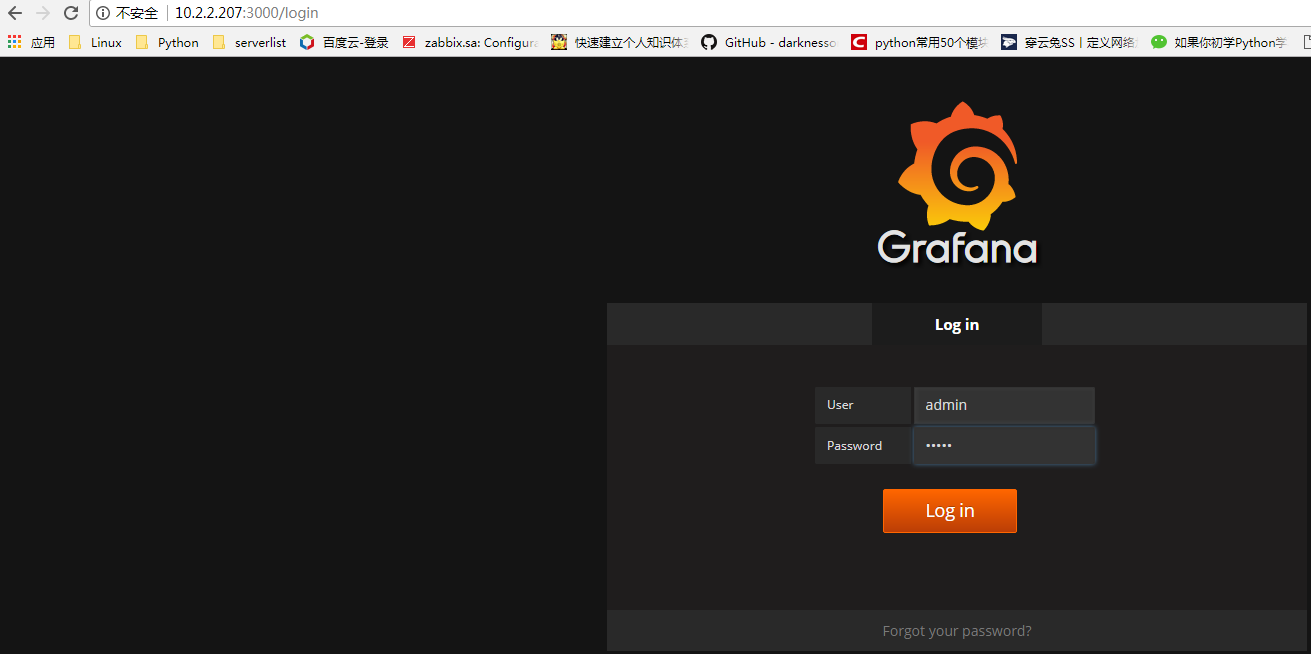 不安全 10.2.2.207:3000/login
应用 Linux Python serverlist 百度云-登录 zabbix.sa: Configura 快速建立个人知识体 GitHub - darknesso python常用50个模块 穿云兔SS | 定义网络 如果你初学Python学
Grafana
Log in
User admin
Password •••••
Log in
Forgot your password?